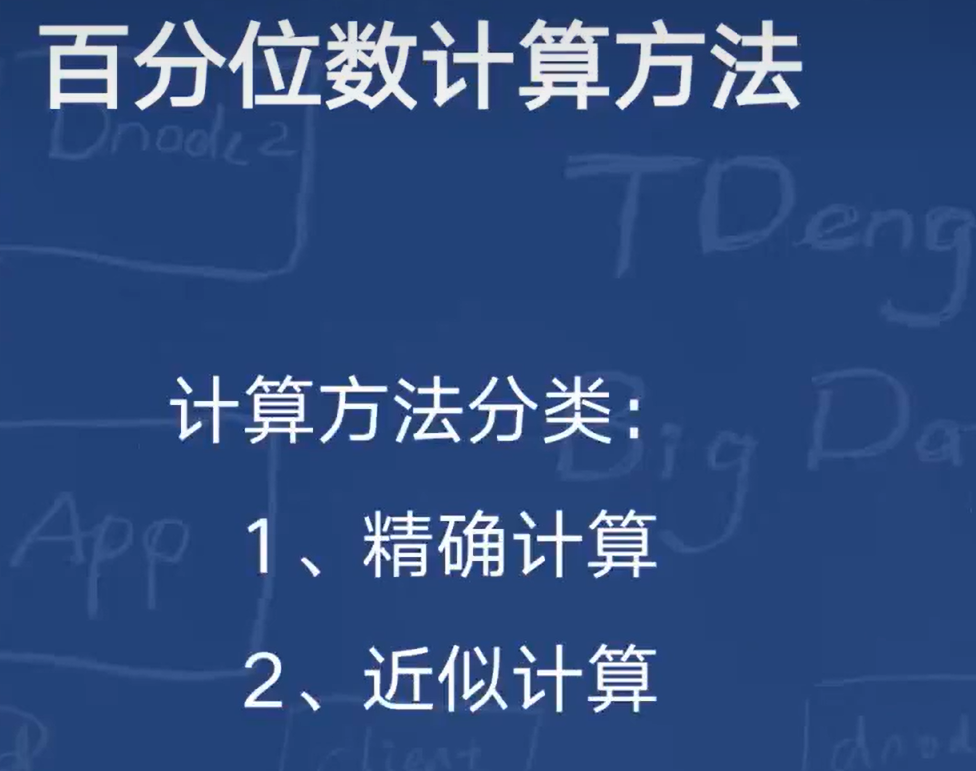 百分位数计算方法
Dnode2
TDeng
计算方法分类：
Big Da
App
1、精确计算
2、近似计算
client
dnod